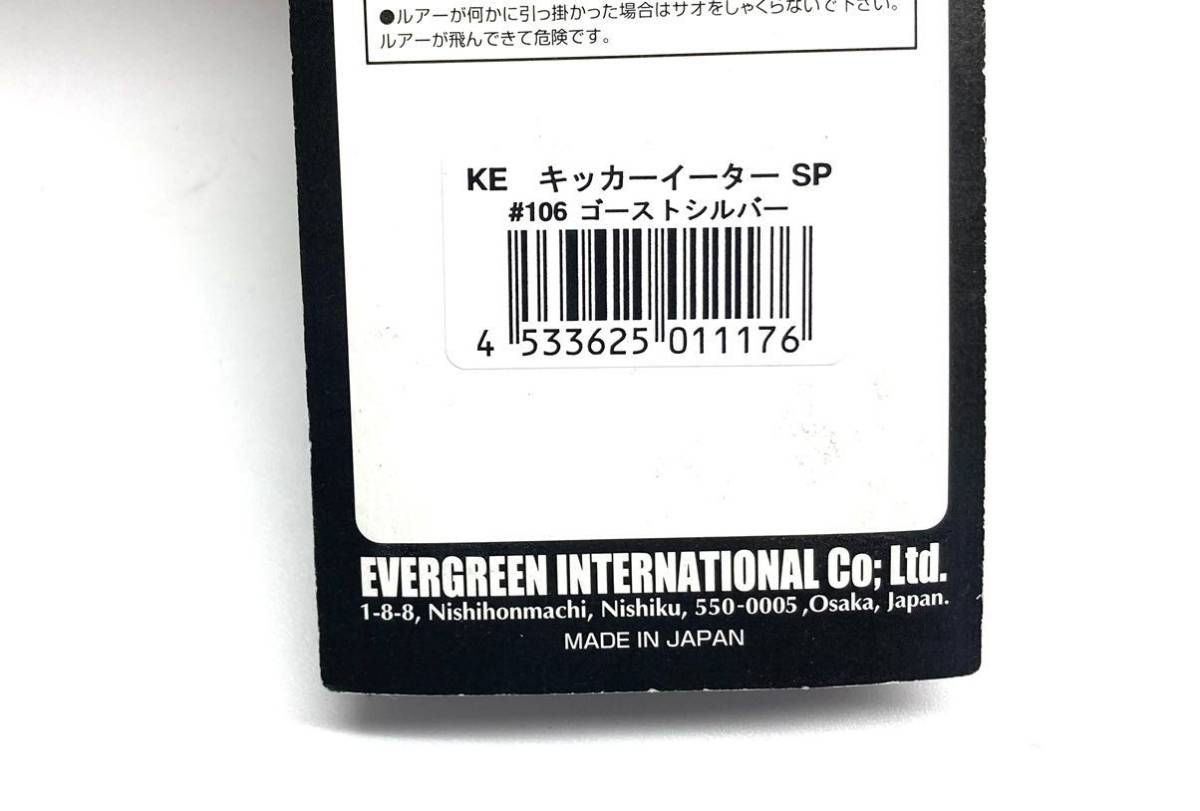 ●ルアーが何かに引っ掛かった場合はサオをしゃくらないで下さい。
ルアーが飛んできて危険です。
KE キッカーイーター SP
#106 ゴーストシルバー
4 533625 011176
EVERGREEN INTERNATIONAL Co; Ltd.
1-8-8, Nishihonmachi, Nishiku, 550-0005 ,Osaka, Japan.
MADE IN JAPAN